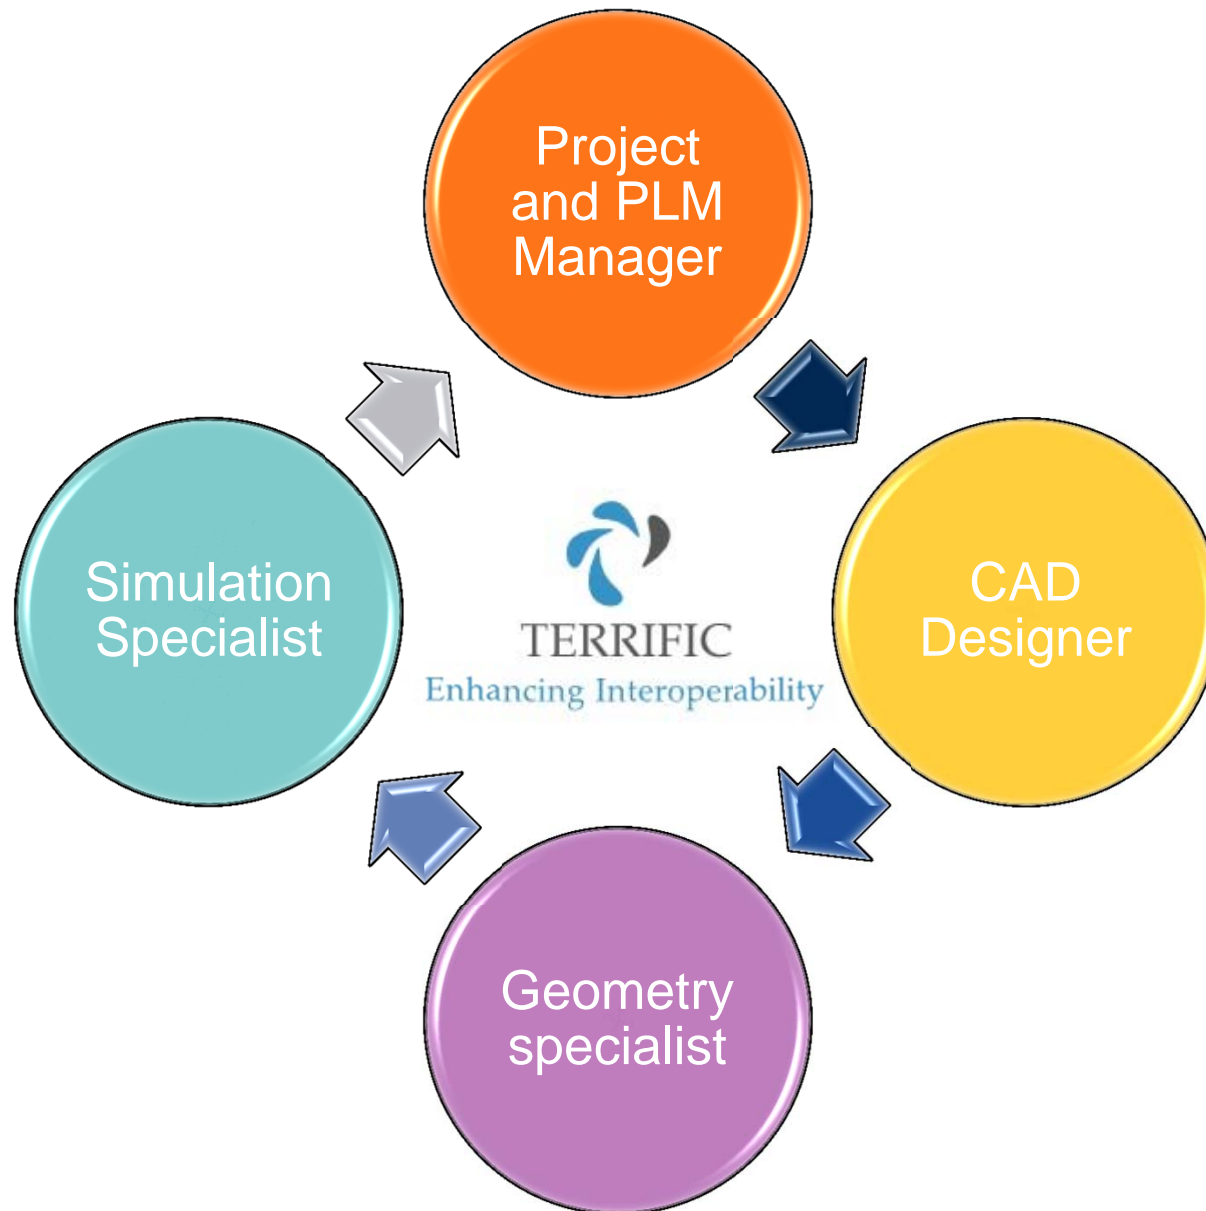 Project
and PLM
Manager
Simulation
Specialist
CAD
Designer
TERRIFIC
Enhancing Interoperability
Geometry
specialist